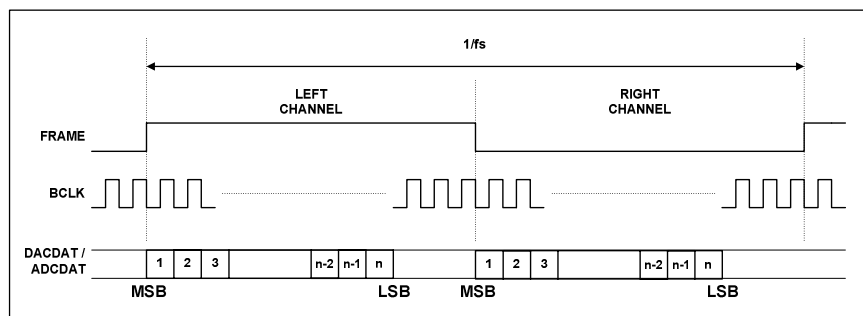 1/fs
LEFT
CHANNEL
RIGHT
CHANNEL
FRAME
BCLK
DACDAT /
ADCDAT
1 2 3 n-2 n-1 n 1 2 3 n-2 n-1 n
MSB LSB MSB LSB